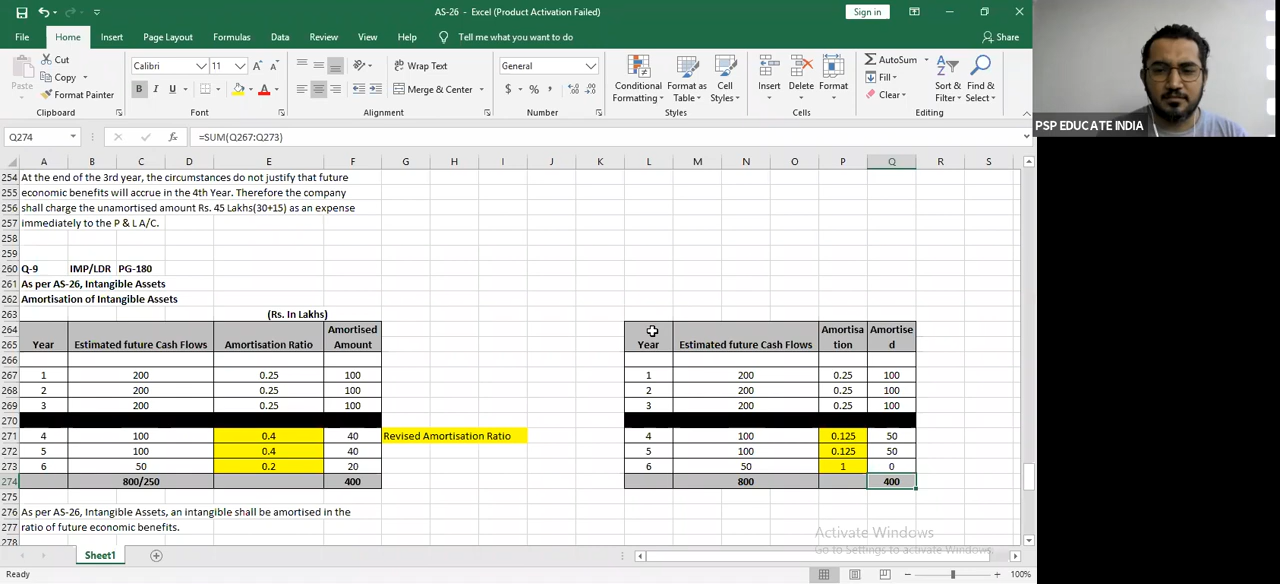 AS-26 - Excel (Product Activation Failed)
Sign in
File Home Insert Page Layout Formulas Data Review View Help Tell me what you want to do Share
Paste
Cut
Copy
Format Painter
Clipboard
Calibri 11
B I U
Font
Wrap Text
Merge & Center
Alignment
General
$ % ,
Number
Conditional Formatting
Format as Table
Cell Styles
Styles
Insert Delete Format
Cells
AutoSum
Fill
Clear
Sort & Filter
Find & Select
Editing
PSP EDUCATE INDIA
Q274 fx =SUM(Q267:Q273)
A B C D E F G H I J K L M N O P Q R S
254 At the end of the 3rd year, the circumstances do not justify that future
255 economic benefits will accrue in the 4th Year. Therefore the company
256 shall charge the unamortised amount Rs. 45 Lakhs(30+15) as an expense
257 immediately to the P & L A/C.
258
259
260 Q-9 IMP/LDR PG-180
261 As per AS-26, Intangible Assets
262 Amortisation of Intangible Assets
263 (Rs. In Lakhs)
264 Amortised Amortisa Amortise
265 Year Estimated future Cash Flows Amortisation Ratio Amount Year Estimated future Cash Flows tion d
266
267 1 200 0.25 100 1 200 0.25 100
268 2 200 0.25 100 2 200 0.25 100
269 3 200 0.25 100 3 200 0.25 100
270
271 4 100 0.4 40 Revised Amortisation Ratio 4 100 0.125 50
272 5 100 0.4 40 5 100 0.125 50
273 6 50 0.2 20 6 50 1 0
274 800/250 400 800 400
275
276 As per AS-26, Intangible Assets, an intangible shall be amortised in the
277 ratio of future economic benefits.
278
Activate Windows
Go to Settings to activate Windows.
Sheet1
Ready
100%